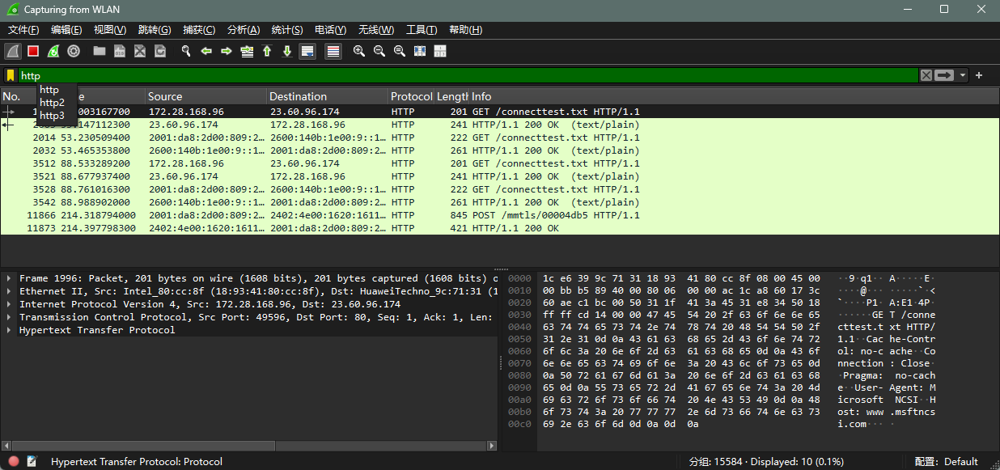 Capturing from WLAN
文件(F) 编辑(E) 视图(V) 跳转(G) 捕获(C) 分析(A) 统计(S) 电话(Y) 无线(W) 工具(T) 帮助(H)
http
http
http2
http3
No. Source Destination Protocol Length Info
003167700 172.28.168.96 23.60.96.174 HTTP 201 GET /connecttest.txt HTTP/1.1
147112300 23.60.96.174 172.28.168.96 HTTP 241 HTTP/1.1 200 OK (text/plain)
2014 53.230509400 2001:da8:2d00:809:2… 2600:140b:1e00:9::1… HTTP 222 GET /connecttest.txt HTTP/1.1
2032 53.465353800 2600:140b:1e00:9::1… 2001:da8:2d00:809:2… HTTP 261 HTTP/1.1 200 OK (text/plain)
3512 88.533289200 172.28.168.96 23.60.96.174 HTTP 201 GET /connecttest.txt HTTP/1.1
3521 88.677937400 23.60.96.174 172.28.168.96 HTTP 241 HTTP/1.1 200 OK (text/plain)
3528 88.761016300 2001:da8:2d00:809:2… 2600:140b:1e00:9::1… HTTP 222 GET /connecttest.txt HTTP/1.1
3542 88.988902000 2600:140b:1e00:9::1… 2001:da8:2d00:809:2… HTTP 261 HTTP/1.1 200 OK (text/plain)
11866 214.318794000 2001:da8:2d00:809:2… 2402:4e00:1620:1611… HTTP 845 POST /mmtls/00004db5 HTTP/1.1
11873 214.397798300 2402:4e00:1620:1611… 2001:da8:2d00:809:2… HTTP 421 HTTP/1.1 200 OK
Frame 1996: Packet, 201 bytes on wire (1608 bits), 201 bytes captured (1608 bits) o
Ethernet II, Src: Intel_80:cc:8f (18:93:41:80:cc:8f), Dst: HuaweiTechno_9c:71:31 (1
Internet Protocol Version 4, Src: 172.28.168.96, Dst: 23.60.96.174
Transmission Control Protocol, Src Port: 49596, Dst Port: 80, Seq: 1, Ack: 1, Len:
Hypertext Transfer Protocol
0000 1c e6 39 9c 71 31 18 93 41 80 cc 8f 08 00 45 00 ··9·q1·· A·····E·
0010 00 bb b5 89 40 00 80 06 00 00 ac 1c a8 60 17 3c ····@··· ·····`·<
0020 60 ae c1 bc 00 50 31 1f 41 3a 45 31 e8 34 50 18 `····P1· A:E1·4P·
0030 ff ff cd 14 00 00 47 45 54 20 2f 63 6f 6e 6e 65 ······GE T /conne
0040 63 74 74 65 73 74 2e 74 78 74 20 48 54 54 50 2f cttest.t xt HTTP/
0050 31 2e 31 0d 0a 43 61 63 68 65 2d 43 6f 6e 74 72 1.1··Cac he-Contr
0060 6f 6c 3a 20 6e 6f 2d 63 61 63 68 65 0d 0a 43 6f ol: no-c ache··Co
0070 6e 6e 65 63 74 69 6f 6e 3a 20 43 6c 6f 73 65 0d nnection : Close·
0080 0a 50 72 61 67 6d 61 3a 20 6e 6f 2d 63 61 63 68 ·Pragma: no-cach
0090 65 0d 0a 55 73 65 72 2d 41 67 65 6e 74 3a 20 4d e··User- Agent: M
00a0 69 63 72 6f 73 6f 66 74 20 4e 43 53 49 0d 0a 48 icrosoft NCSI··H
00b0 6f 73 74 3a 20 77 77 77 2e 6d 73 66 74 6e 63 73 ost: www .msftncs
00c0 69 2e 63 6f 6d 0d 0a 0d 0a i.com··· ·
Hypertext Transfer Protocol: Protocol 分组: 15584 · Displayed: 10 (0.1%) 配置: Default